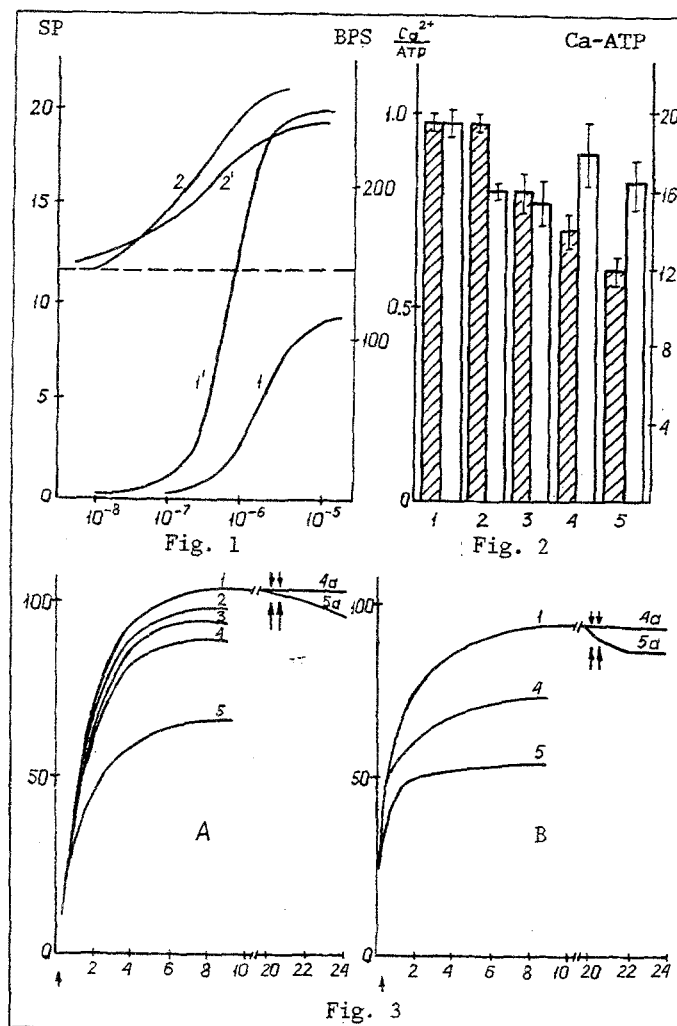 SP BPS Ca²⁺/ATP Ca-ATP
20 200 1.0 20
15 16
10 100 0.5 12
5 8
0 0 4
2 2' 1' 1
10⁻⁸ 10⁻⁷ 10⁻⁶ 10⁻⁵ 1 2 3 4 5
Fig. 1 Fig. 2
100 1 2 3 4 4a 5a 100 1 4a 5a
50 5 50 4 5
A B
0 0
2 4 6 8 10 20 22 24 2 4 6 8 10 20 22 24
Fig. 3